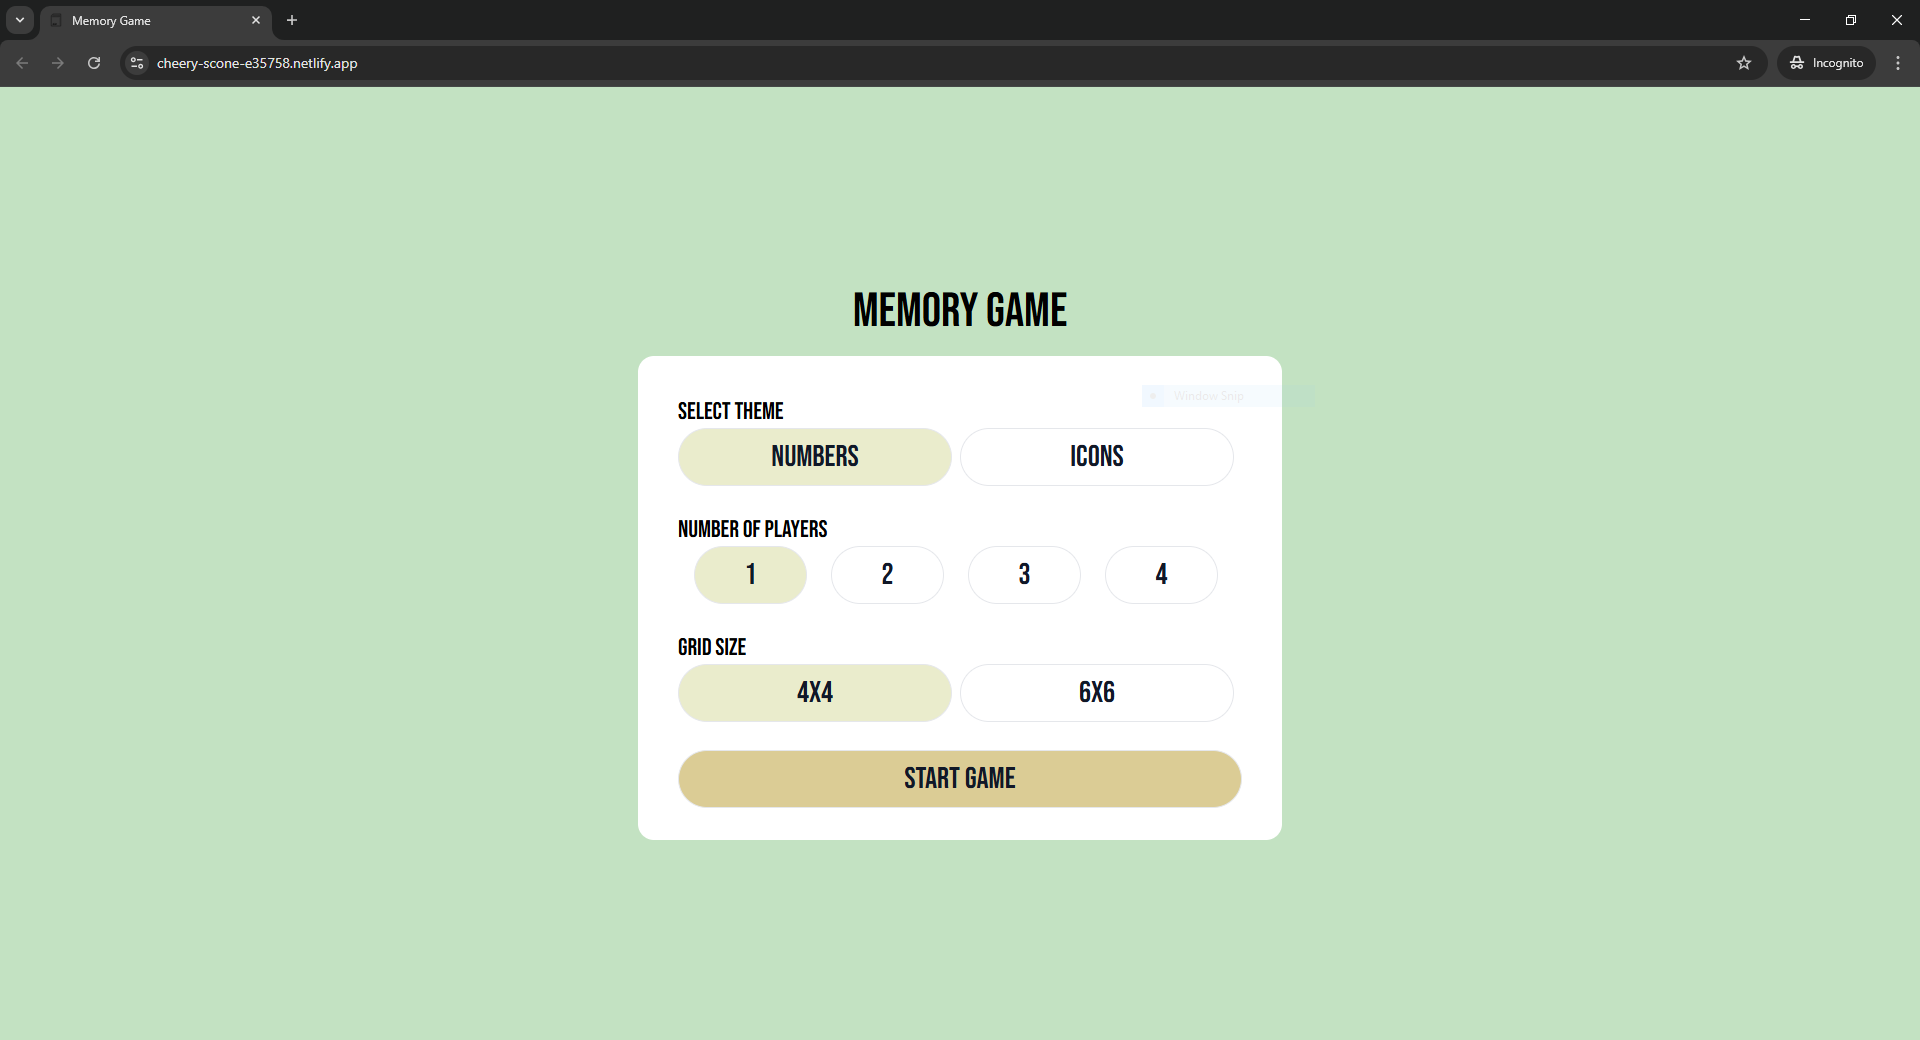 Memory Game
cheery-scone-e35758.netlify.app
Incognito
MEMORY GAME
Window Snip
SELECT THEME
NUMBERS ICONS
NUMBER OF PLAYERS
1 2 3 4
GRID SIZE
4X4 6X6
START GAME